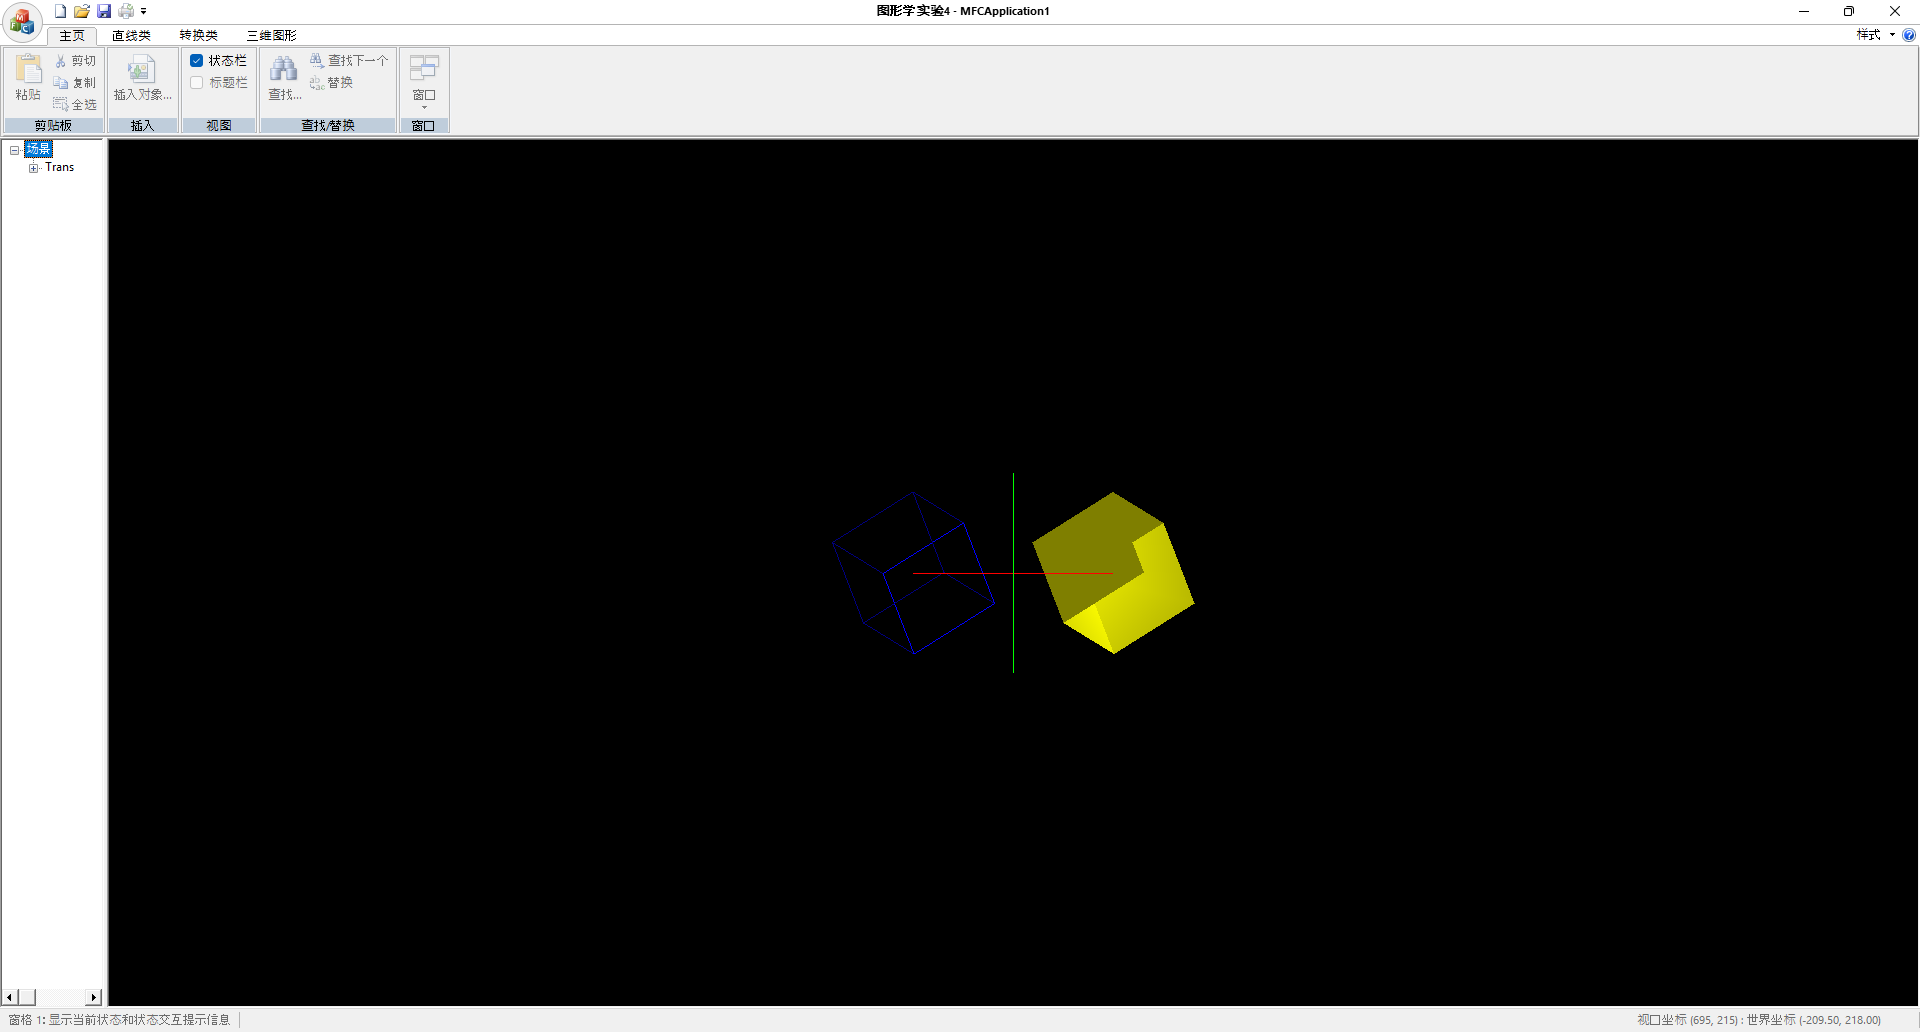 图形学实验4 - MFCApplication1
主页 直线类 转换类 三维图形 样式
粘贴
剪切
复制
全选
剪贴板
插入对象...
插入
状态栏
标题栏
视图
查找...
查找下一个
替换
查找/替换
窗口
窗口
场景
Trans
窗格 1: 显示当前状态和状态交互提示信息
视口坐标 (695, 215) : 世界坐标 (-209.50, 218.00)